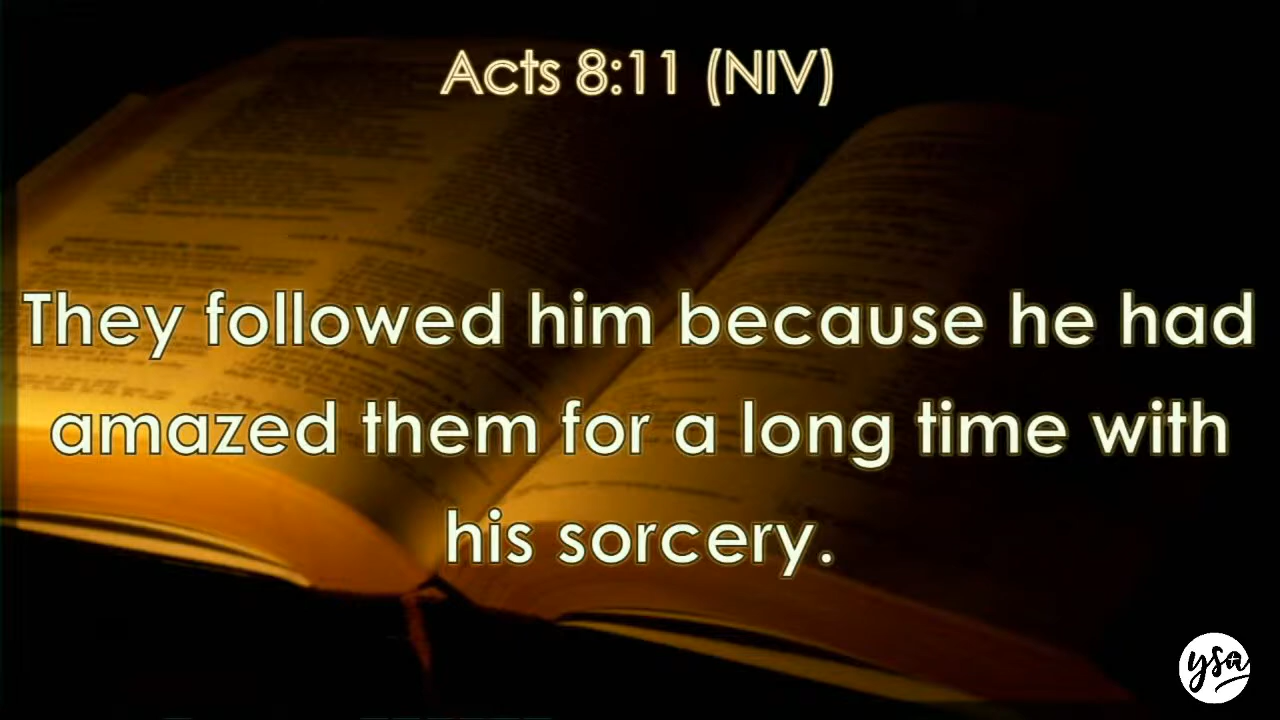 Acts 8:11 (NIV)
They followed him because he had
amazed them for a long time with
his sorcery.
ysa